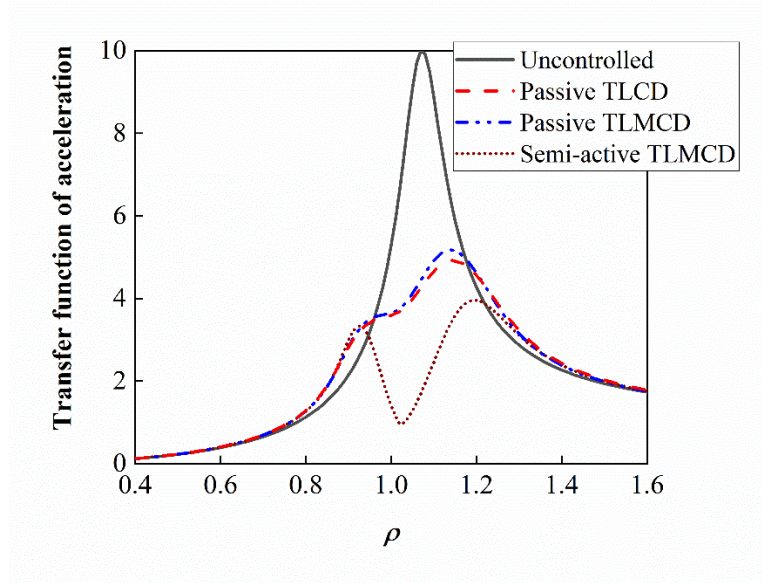 Transfer function of acceleration
10
8
6
4
2
0
0.4 0.6 0.8 1.0 1.2 1.4 1.6
ρ
Uncontrolled
Passive TLCD
Passive TLMCD
Semi-active TLMCD